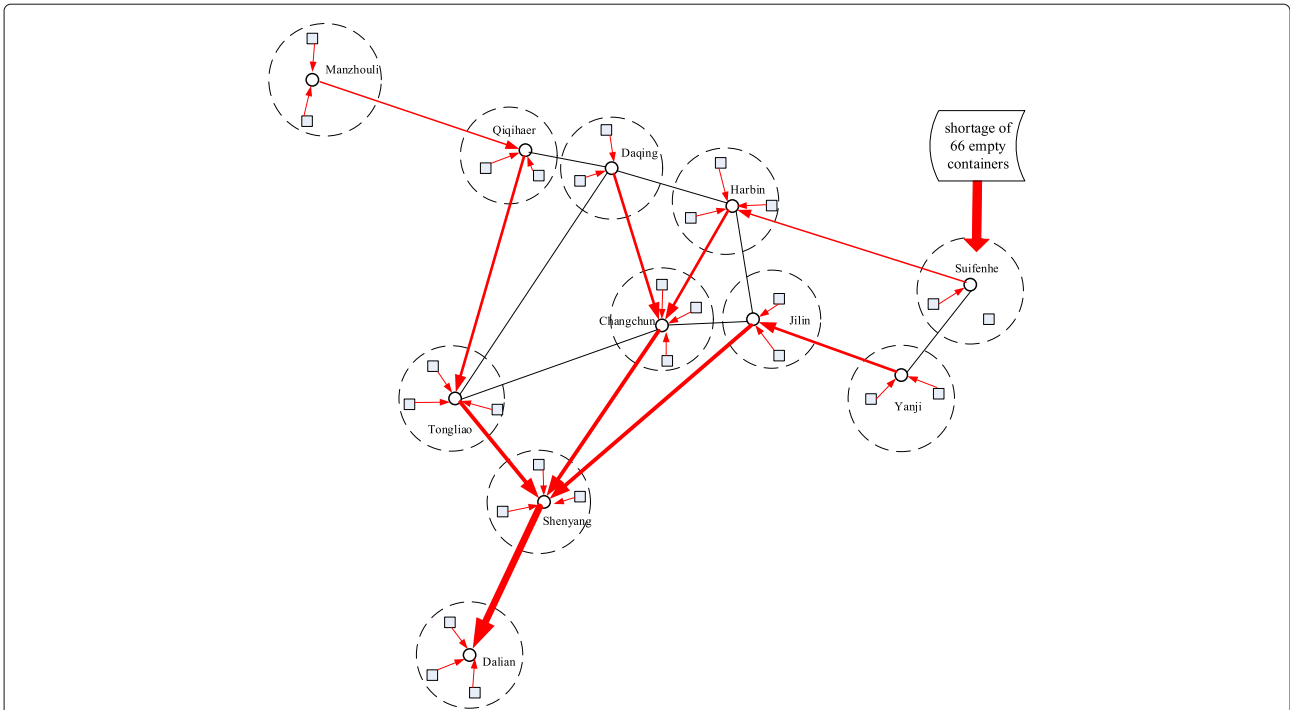 Manzhouli
Qiqihaer
Daqing
Harbin
shortage of
66 empty
containers
Suifenhe
Changchun
Jilin
Yanji
Tongliao
Shenyang
Dalian